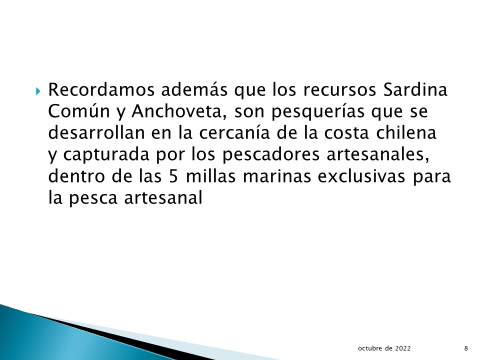 Recordamos además que los recursos Sardina
Común y Anchoveta, son pesquerías que se
desarrollan en la cercanía de la costa chilena
y capturada por los pescadores artesanales,
dentro de las 5 millas marinas exclusivas para
la pesca artesanal
octubre de 2022
8